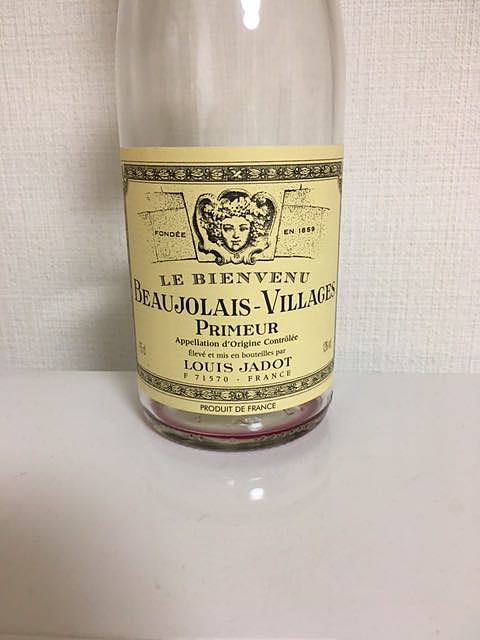 FONDÉE EN 1859
LE BIENVENU
BEAUJOLAIS-VILLAGES
PRIMEUR
Appellation d'Origine Contrôlée
Élevé et mis en bouteilles par
LOUIS JADOT
F 71570 - FRANCE
PRODUIT DE FRANCE